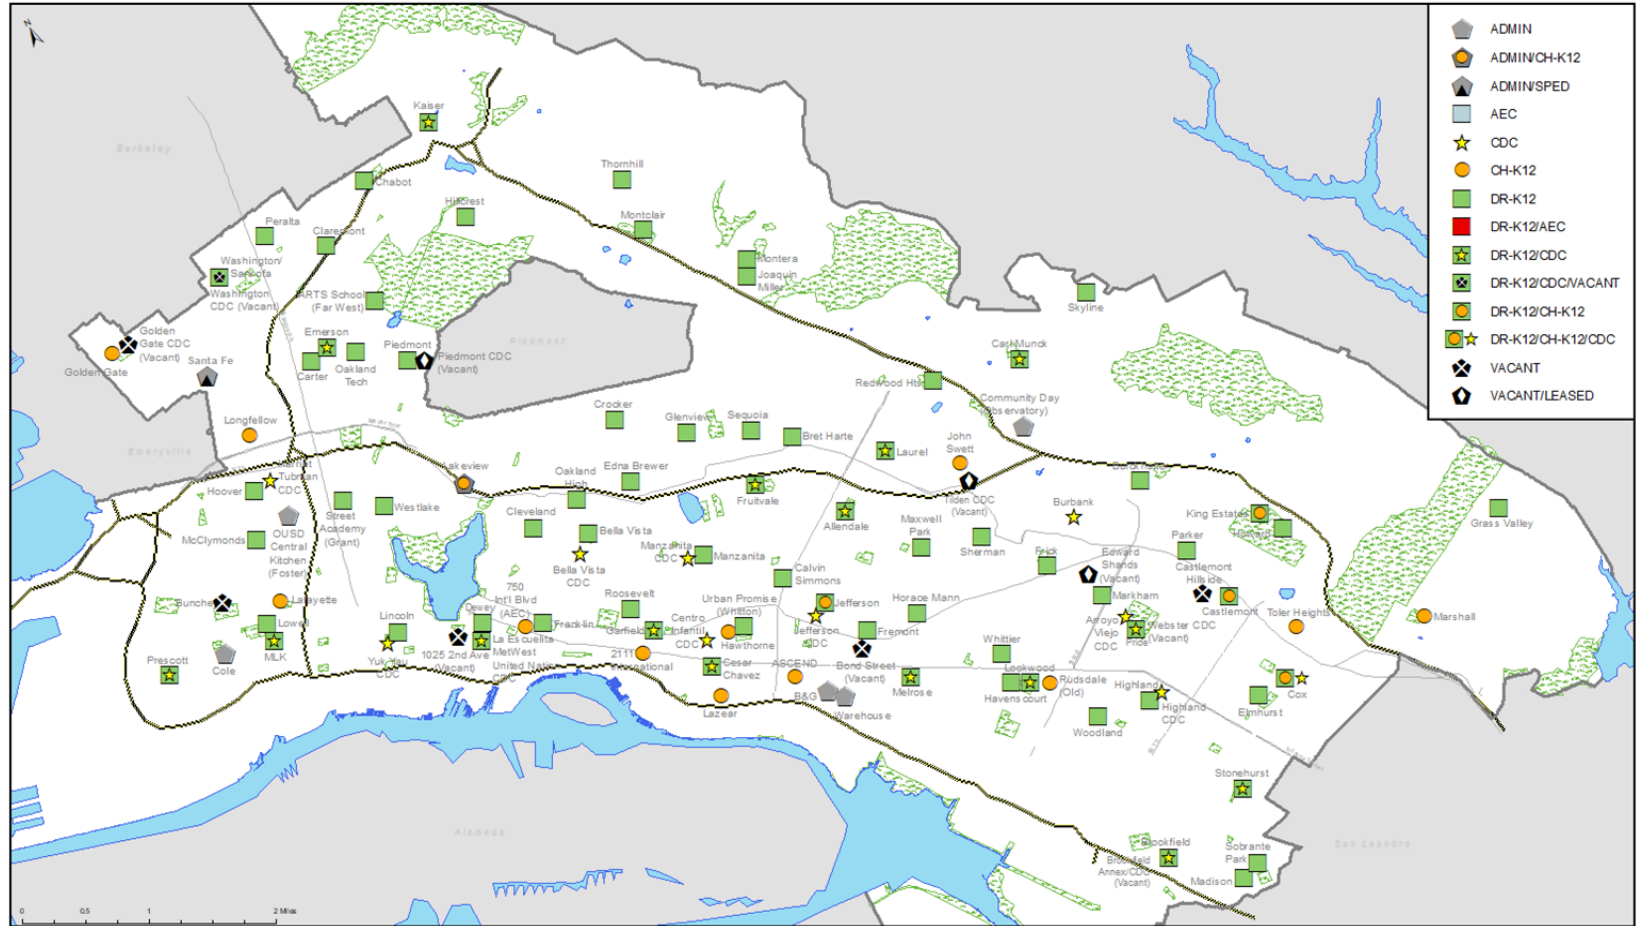 N
ADMIN
ADMIN/CH-K12
ADMIN/SPED
AEC
CDC
CH-K12
DR-K12
DR-K12/AEC
DR-K12/CDC
DR-K12/CDC/VACANT
DR-K12/CH-K12
DR-K12/CH-K12/CDC
VACANT
VACANT/LEASED
Kaiser
Berkeley
Thornhill
Chabot
Hillcrest
Montclair
Peralta
Claremont
Washington/
Sankofa
Washington
CDC (Vacant)
Montera
Joaquin
Miller
ARTS School
(Far West)
Skyline
Golden
Gate CDC
(Vacant)
Golden Gate
Santa Fe
Emerson
Carter
Oakland
Tech
Piedmont
Piedmont CDC
(Vacant)
Piedmont
Carl Munck
Redwood Hts
Community Day
(Observatory)
Longfellow
Crocker
Glenview
Sequoia
Bret Harte
Laurel
John
Swett
Emeryville
Tubman
CDC
Hoover
Lakeview
Oakland
High
Edna Brewer
Fruitvale
Tilden CDC
(Vacant)
Burckhalter
Burbank
Grass Valley
King Estates
Howard
Street
Academy
(Grant)
Westlake
Cleveland
Bella Vista
Allendale
Maxwell
Park
Sherman
Parker
McClymonds
OUSD
Central
Kitchen
(Foster)
Bella Vista
CDC
Manzanita
CDC
Manzanita
Calvin
Simmons
Frick
Edward
Shands
(Vacant)
Castlemont
Hillside
Castlemont
Markham
Toler Heights
Marshall
Bunche
Lafayette
Lowell
MLK
Cole
Prescott
Lincoln
Yuk Yau
CDC
750
Int'l Blvd
(AEC)
Dewey
Franklin
1025 2nd Ave
(Vacant)
La Escuelita
MetWest
United Nation
CDC
Roosevelt
Garfield
2111
International
Centro
Infantil
CDC
Urban Promise
(Whitton)
Hawthorne
Cesar
Chavez
Lazear
Jefferson
Jefferson
CDC
Horace Mann
Fremont
Bond Street
(Vacant)
ASCEND
B&G
Warehouse
Melrose
Whittier
Lockwood
Havenscourt
Rudsdale
(Old)
Arroyo
Viejo
CDC
Webster CDC
(Vacant)
Pride
Highland
Highland
CDC
Woodland
Cox
Elmhurst
Stonehurst
Brookfield
Brookfield
Annex/CDC
(Vacant)
Sobrante
Park
Madison
Alameda
San Leandro
0
0.5
1
2 Miles